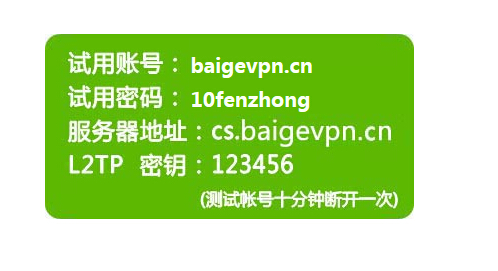 试用账号：baigevpn.cn
试用密码：10fenzhong
服务器地址：cs.baigevpn.cn
L2TP 密钥：123456
(测试帐号十分钟断开一次)